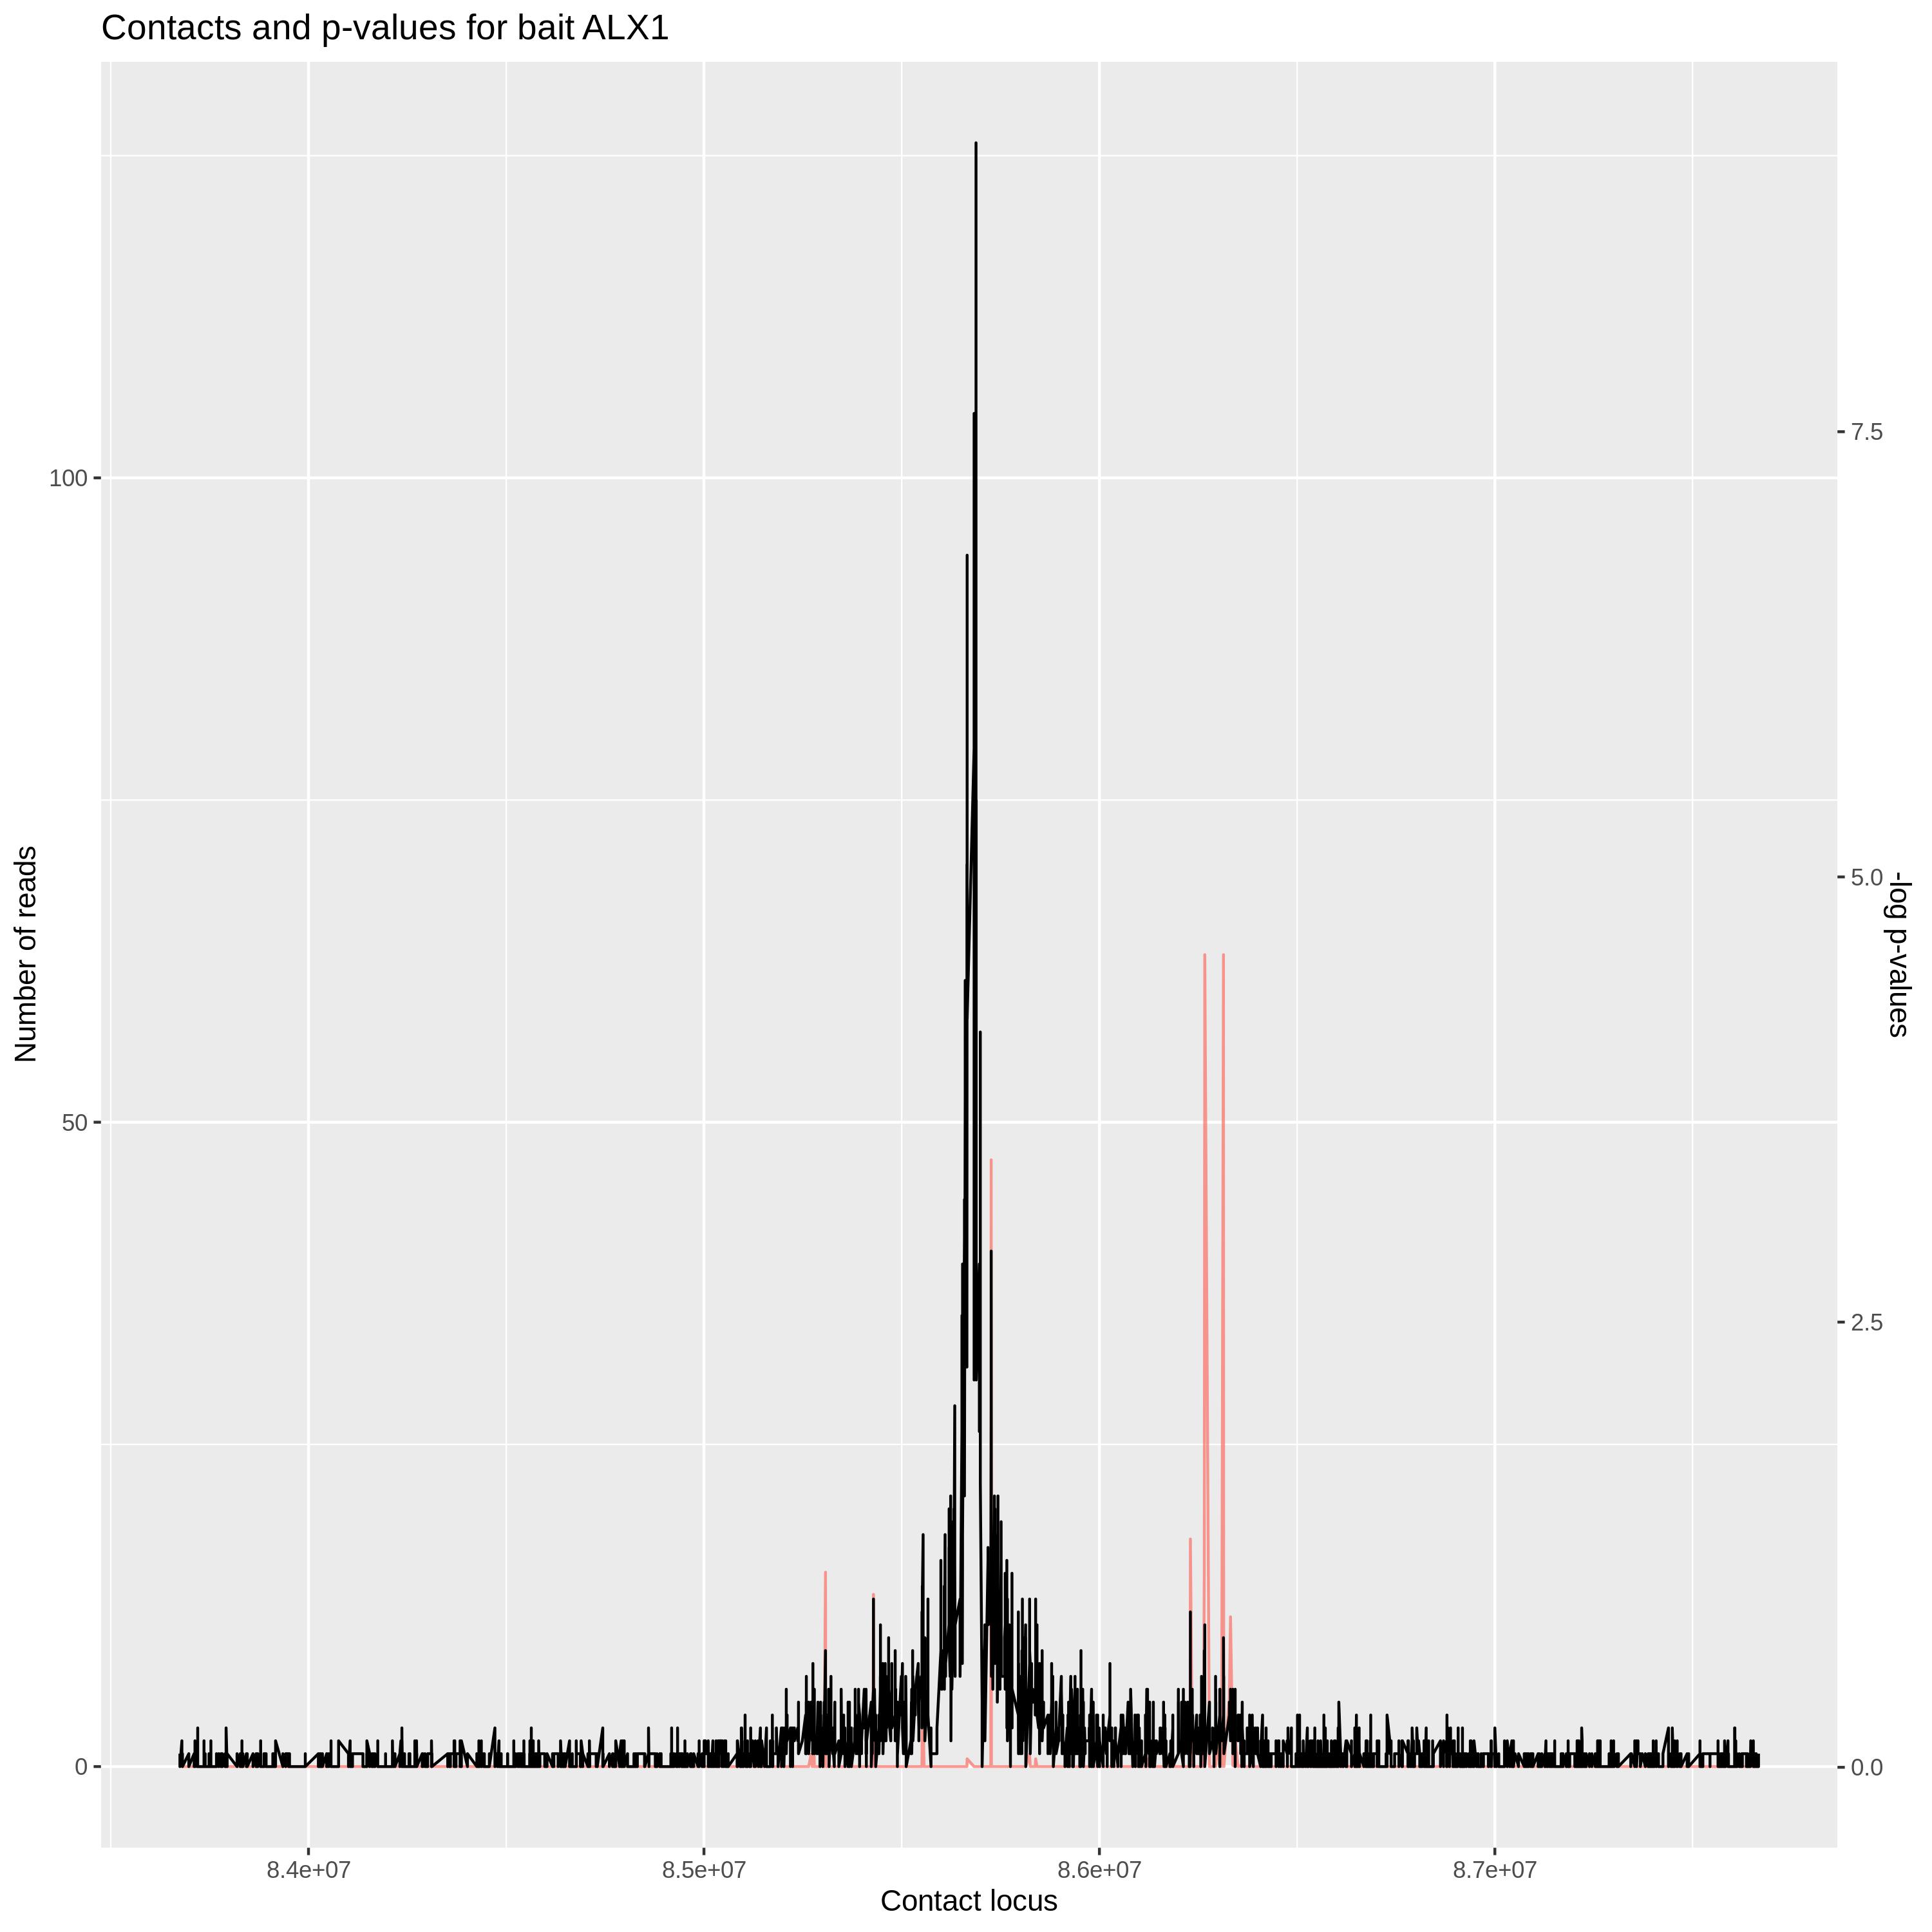 Contacts and p-values for bait ALX1
Number of reads
100
50
0
7.5
5.0
2.5
0.0
-log p-values
8.4e+07 8.5e+07 8.6e+07 8.7e+07
Contact locus